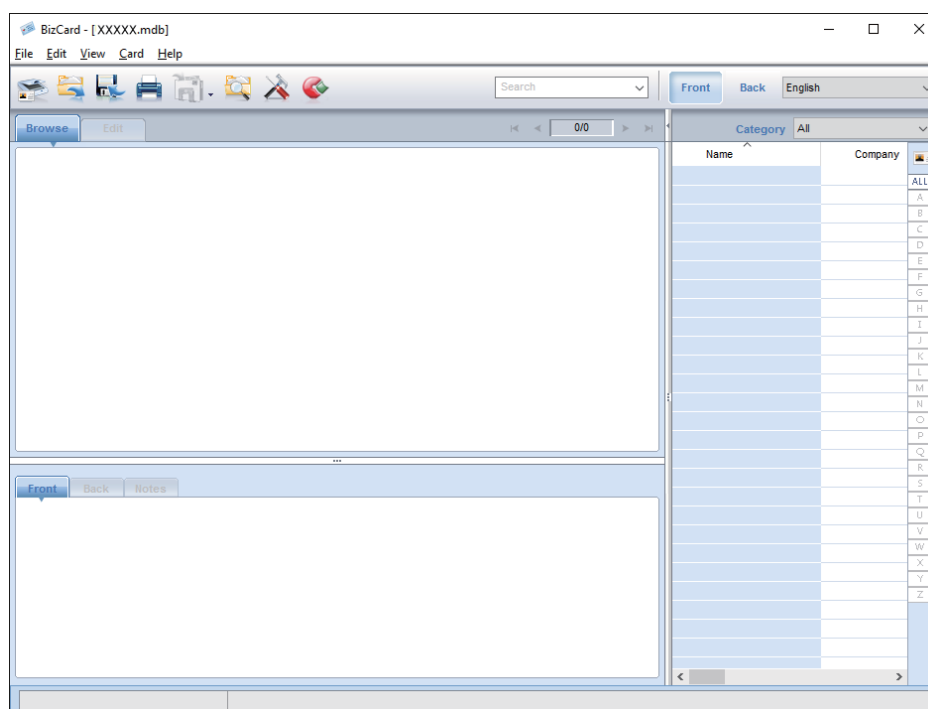 BizCard - [XXXXX.mdb]
File Edit View Card Help
Search Front Back English
Browse Edit 0/0 Category All
Name Company
ALL
A
B
C
D
E
F
G
H
I
J
K
L
M
N
O
P
Q
R
S
T
U
V
W
X
Y
Z
Front Back Notes